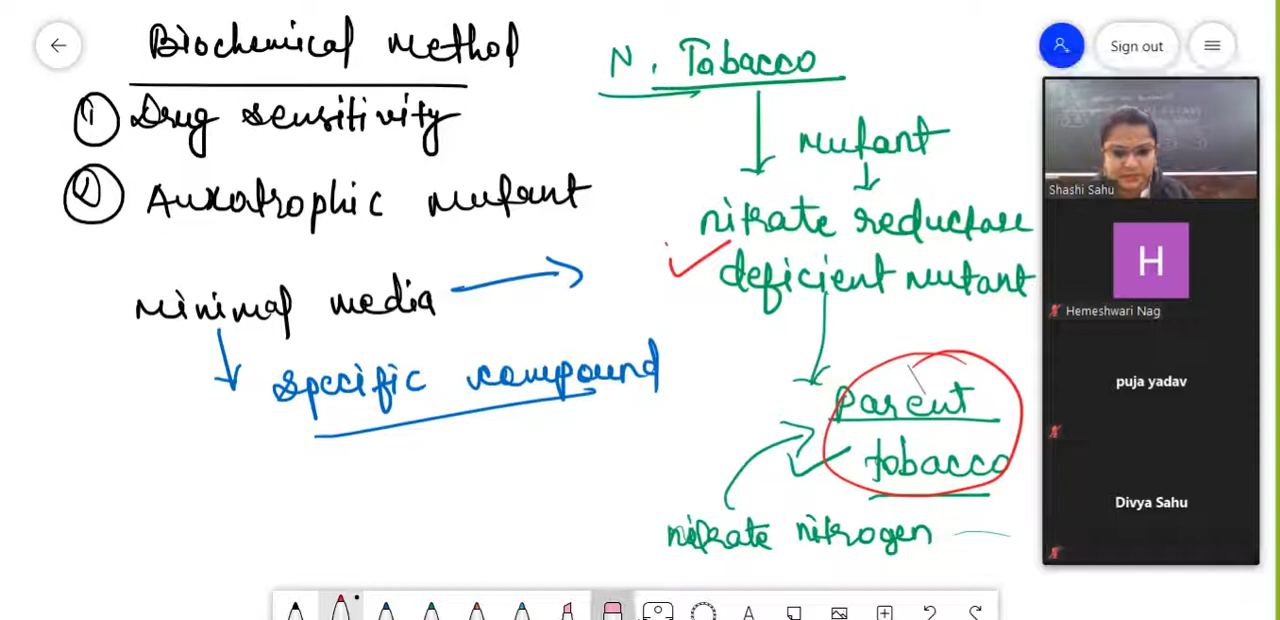 Biochemical Method
① Drug sensitivity
② Auxotrophic Mutant
Minimal media
specific compound
N. Tobacco
Mutant
nitrate reductase
deficient Mutant
Parent
tobacco
nitrate nitrogen
Sign out
Shashi Sahu
H
Hemeshwari Nag
puja yadav
Divya Sahu
A